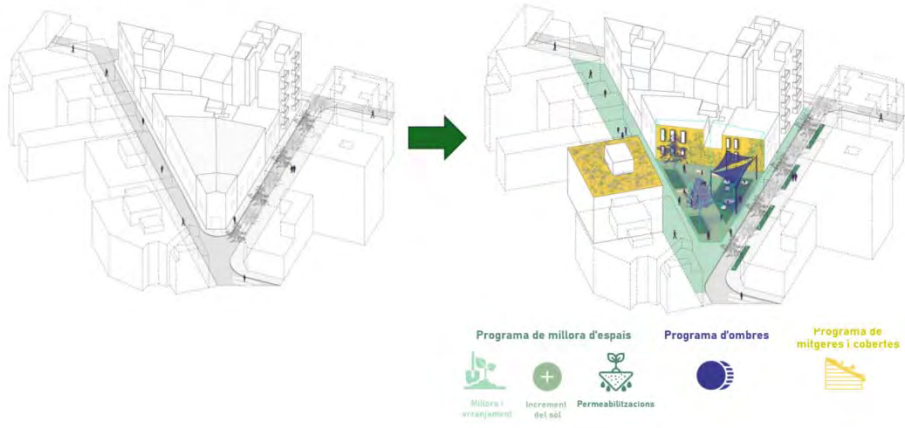 Programa de millora d'espais
Programa d'ombres
Programa de
mitgeres i cobertes
Millora i
arranjament
Increment
del sòl
Permeabilitzacions